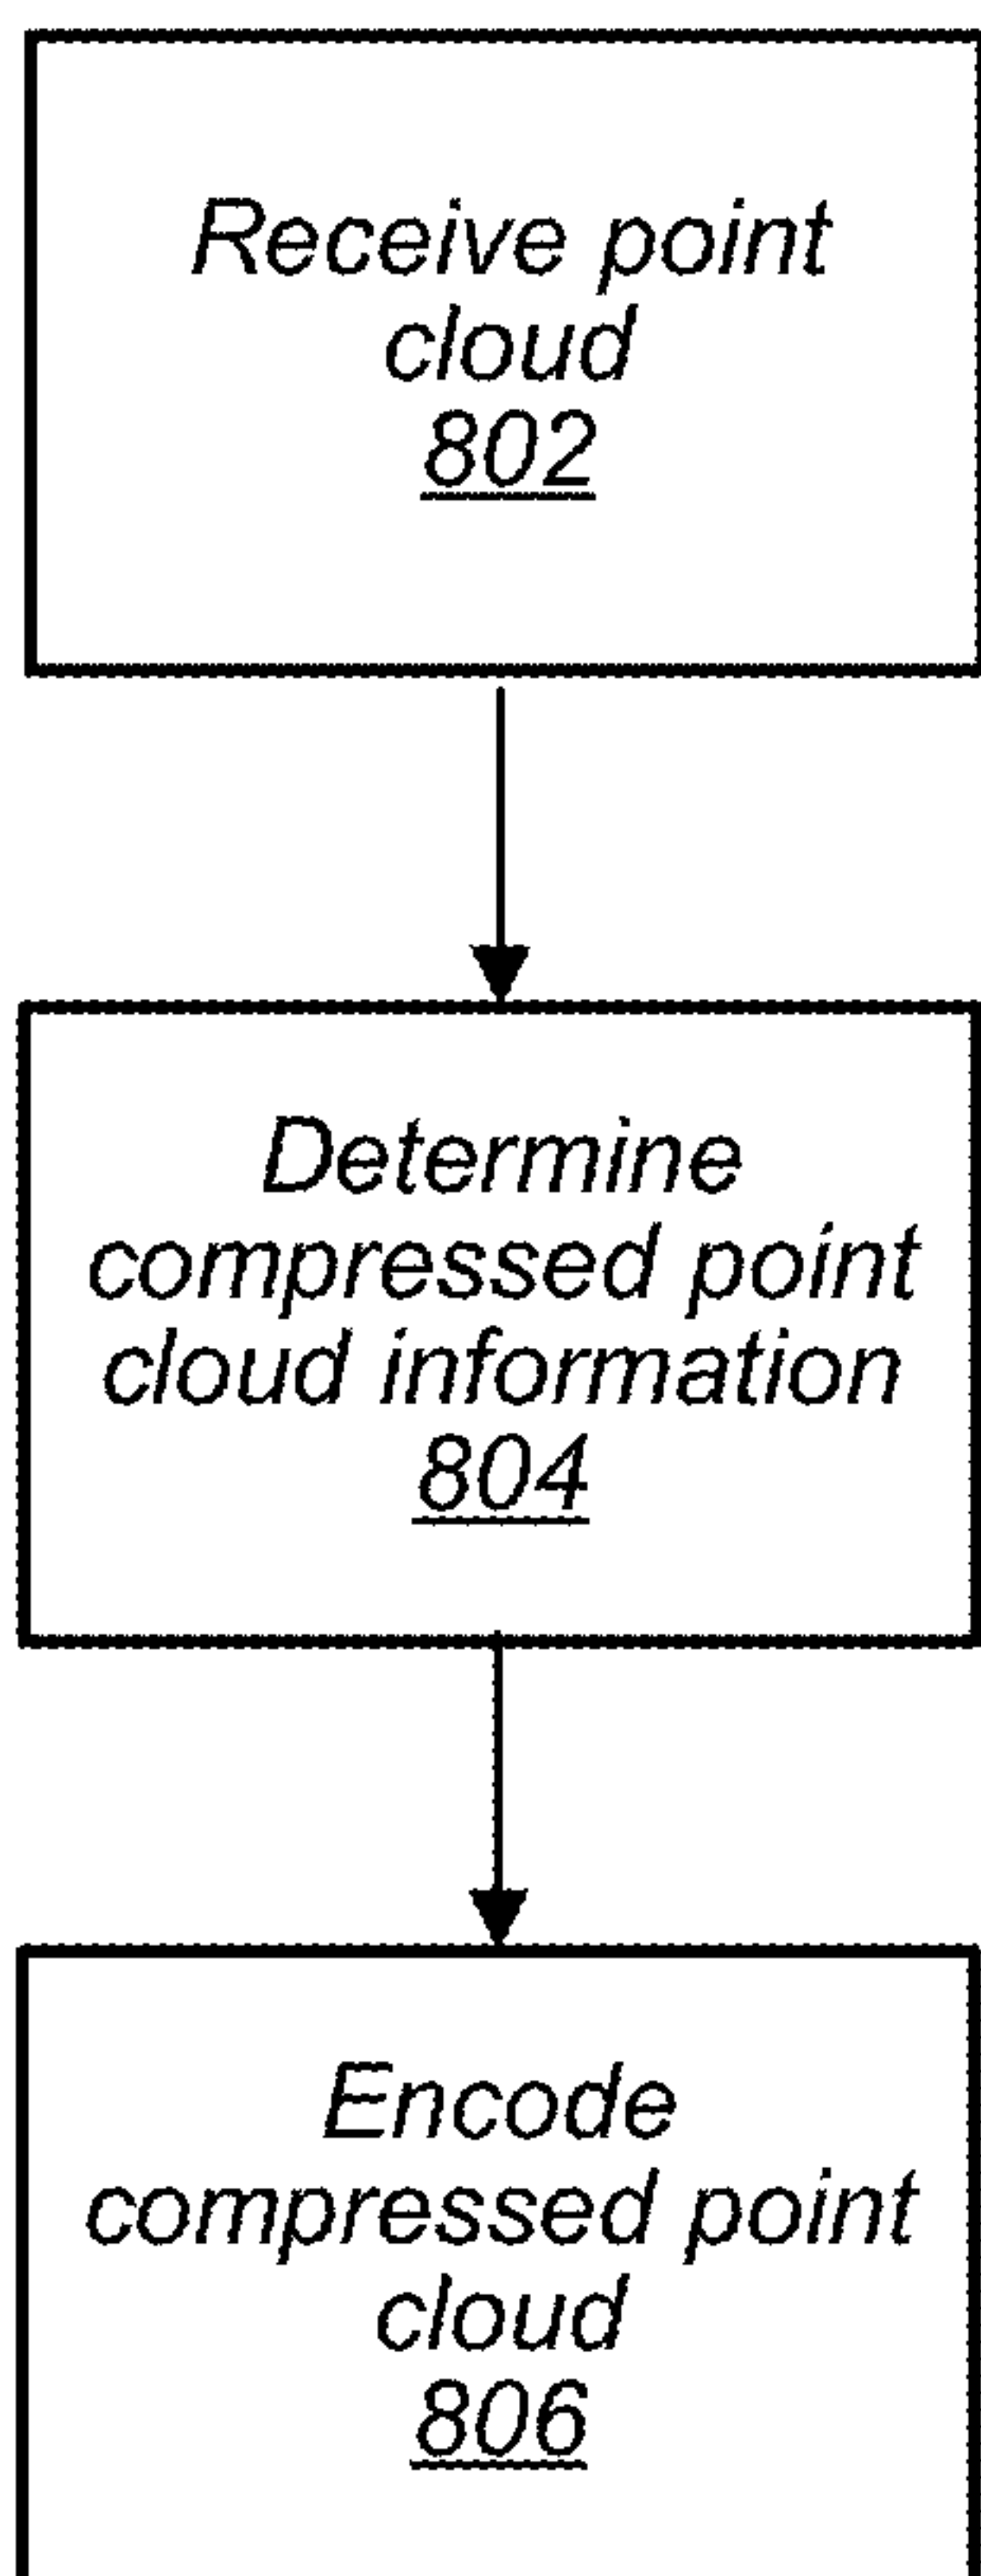 Receive point
cloud
802
Determine
compressed point
cloud information
804
Encode
compressed point
cloud
806